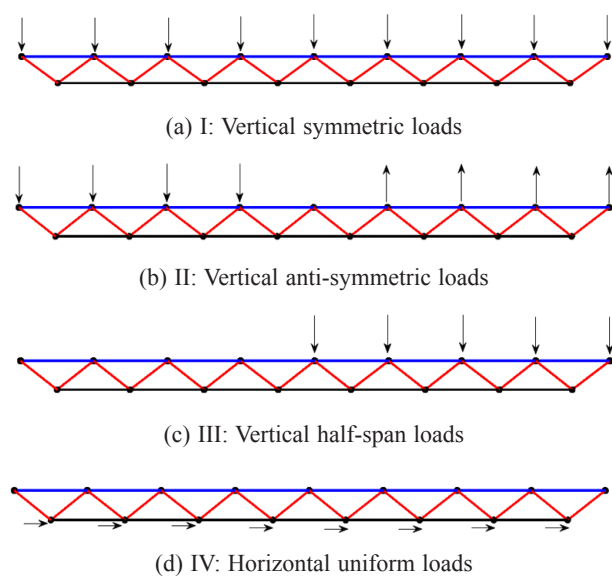 (a) I: Vertical symmetric loads
(b) II: Vertical anti-symmetric loads
(c) III: Vertical half-span loads
(d) IV: Horizontal uniform loads